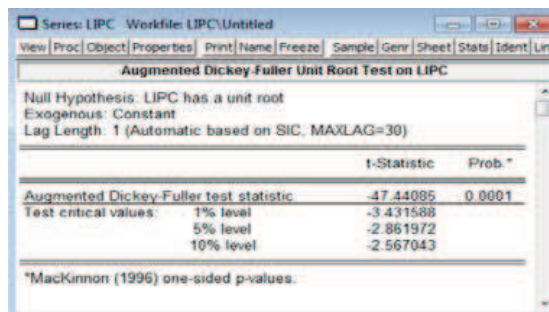 Series: LIPC Workfile: LIPC\Untitled
View Proc Object Properties Print Name Freeze Sample Genr Sheet Stats Ident
Augmented Dickey-Fuller Unit Root Test on LIPC
Null Hypothesis: LIPC has a unit root
Exogenous: Constant
Lag Length: 1 (Automatic based on SIC, MAXLAG=30)
t-Statistic Prob.*
Augmented Dickey-Fuller test statistic -47.44085 0.0001
Test critical values: 1% level -3.431588
5% level -2.861972
10% level -2.567043
*MacKinnon (1996) one-sided p-values.